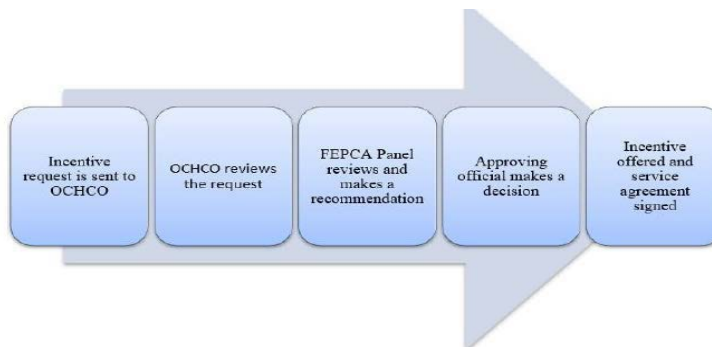 Incentive
request is sent to
OCHCO
OCHCO reviews
the request
FEPCA Panel
reviews and
makes a
recommendation
Approving
official makes a
decision
Incentive
offered and
service
agreement
signed